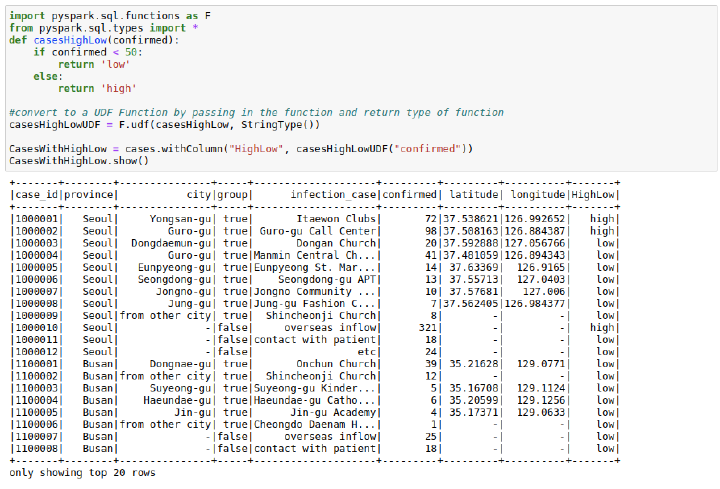 import pyspark.sql.functions as F
from pyspark.sql.types import *
def casesHighLow(confirmed):
    if confirmed < 50:
        return 'low'
    else:
        return 'high'

#convert to a UDF Function by passing in the function and return type of function
casesHighLowUDF = F.udf(casesHighLow, StringType())

CasesWithHighLow = cases.withColumn("HighLow", casesHighLowUDF("confirmed"))
CasesWithHighLow.show()
+-------+--------+---------------+-----+--------------------+---------+---------+----------+-------+
|case_id|province|           city|group|      infection_case|confirmed| latitude| longitude|HighLow|
+-------+--------+---------------+-----+--------------------+---------+---------+----------+-------+
|1000001|   Seoul|     Yongsan-gu| true|       Itaewon Clubs|       72|37.538621|126.992652|   high|
|1000002|   Seoul|        Guro-gu| true| Guro-gu Call Center|       98|37.508163|126.884387|   high|
|1000003|   Seoul|  Dongdaemun-gu| true|       Dongan Church|       20|37.592888|127.056766|    low|
|1000004|   Seoul|        Guro-gu| true|Manmin Central Ch...|       41|37.481059|126.894343|    low|
|1000005|   Seoul|   Eunpyeong-gu| true|Eunpyeong St. Mar...|       14| 37.63369|  126.9165|    low|
|1000006|   Seoul|   Seongdong-gu| true|    Seongdong-gu APT|       13| 37.55713|  127.0403|    low|
|1000007|   Seoul|      Jongno-gu| true|Jongno Community ...|       10| 37.57681|   127.006|    low|
|1000008|   Seoul|        Jung-gu| true|Jung-gu Fashion C...|        7|37.562405|126.984377|    low|
|1000009|   Seoul|from other city| true|  Shincheonji Church|        8|        -|         -|    low|
|1000010|   Seoul|              -|false|     overseas inflow|      321|        -|         -|   high|
|1000011|   Seoul|              -|false|contact with patient|       18|        -|         -|    low|
|1000012|   Seoul|              -|false|                 etc|       24|        -|         -|    low|
|1100001|   Busan|     Dongnae-gu| true|       Onchun Church|       39| 35.21628|  129.0771|    low|
|1100002|   Busan|from other city| true|  Shincheonji Church|       12|        -|         -|    low|
|1100003|   Busan|     Suyeong-gu| true|Suyeong-gu Kinder...|        5| 35.16708|  129.1124|    low|
|1100004|   Busan|    Haeundae-gu| true|Haeundae-gu Catho...|        6| 35.20599|  129.1256|    low|
|1100005|   Busan|         Jin-gu| true|      Jin-gu Academy|        4| 35.17371|  129.0633|    low|
|1100006|   Busan|from other city| true|Cheongdo Daenam H...|        1|        -|         -|    low|
|1100007|   Busan|              -|false|     overseas inflow|       25|        -|         -|    low|
|1100008|   Busan|              -|false|contact with patient|       18|        -|         -|    low|
+-------+--------+---------------+-----+--------------------+---------+---------+----------+-------+
only showing top 20 rows